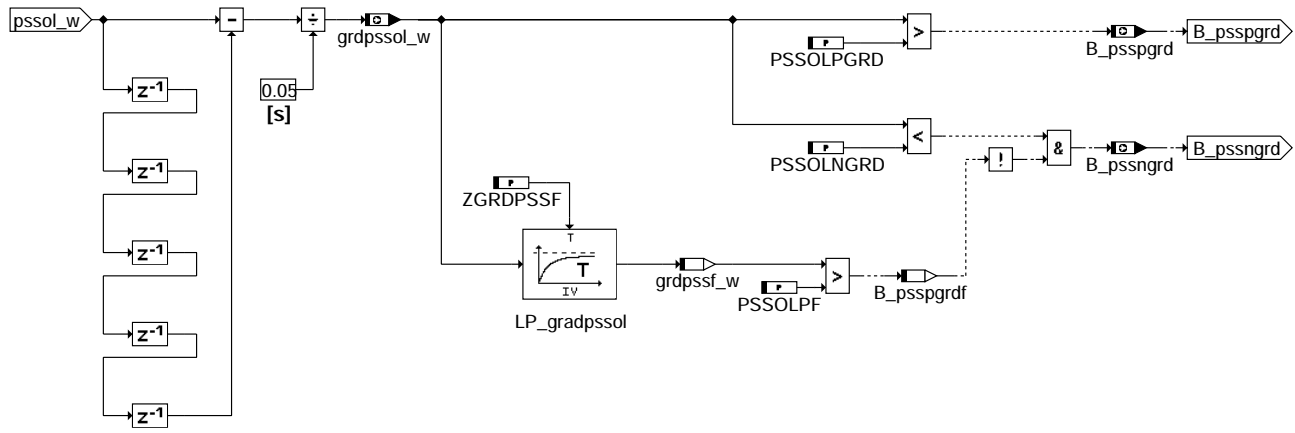 pssol_w
-
÷
grdpssol_w
0.05
[s]
z-1
z-1
z-1
z-1
z-1
P
PSSOLPGRD
>
B_psspgrd
B_psspgrd
P
PSSOLNGRD
<
!
&
B_pssngrd
B_pssngrd
P
ZGRDPSSF
T
T
IV
LP_gradpssol
grdpssf_w
P
PSSOLPF
>
B_psspgrdf